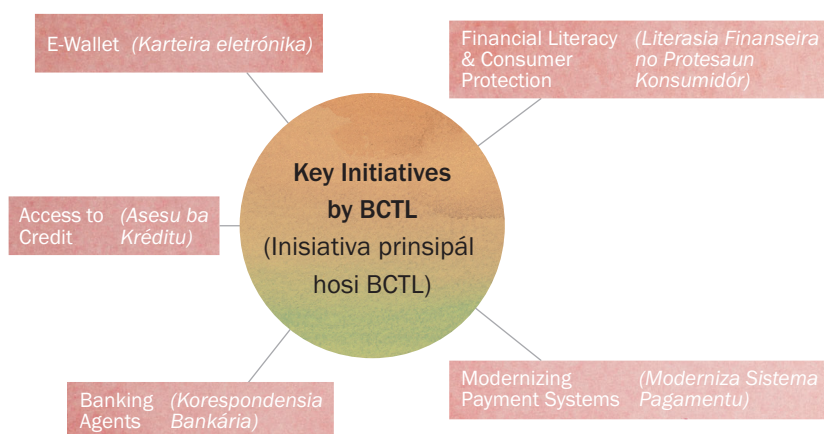 E-Wallet (Karteira eletrónika)
Financial Literacy (Literasia Finanseira
& Consumer no Protesaun
Protection Konsumidór)
Key Initiatives
by BCTL
(Inisiativa prinsipál
hosi BCTL)
Access to (Asesu ba
Credit Kréditu)
Banking (Korespondensia
Agents Bankária)
Modernizing (Moderniza Sistema
Payment Systems Pagamentu)